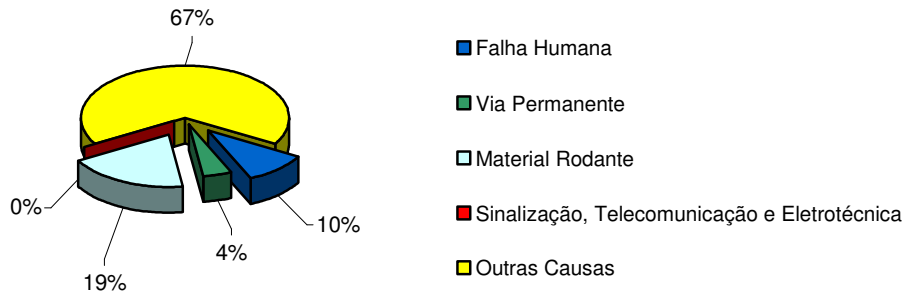 67%
Falha Humana
Via Permanente
Material Rodante
0%
10%
Sinalização, Telecomunicação e Eletrotécnica
4%
19%
Outras Causas